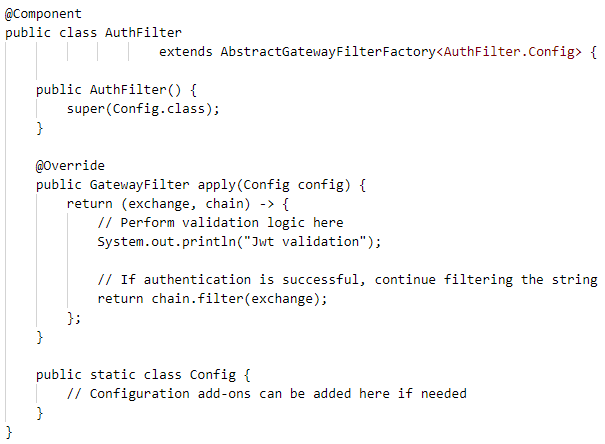 @Component
public class AuthFilter
                    extends AbstractGatewayFilterFactory<AuthFilter.Config> {

    public AuthFilter() {
        super(Config.class);
    }

    @Override
    public GatewayFilter apply(Config config) {
        return (exchange, chain) -> {
            // Perform validation logic here
            System.out.println("Jwt validation");

            // If authentication is successful, continue filtering the string
            return chain.filter(exchange);
        };
    }

    public static class Config {
        // Configuration add-ons can be added here if needed
    }
}